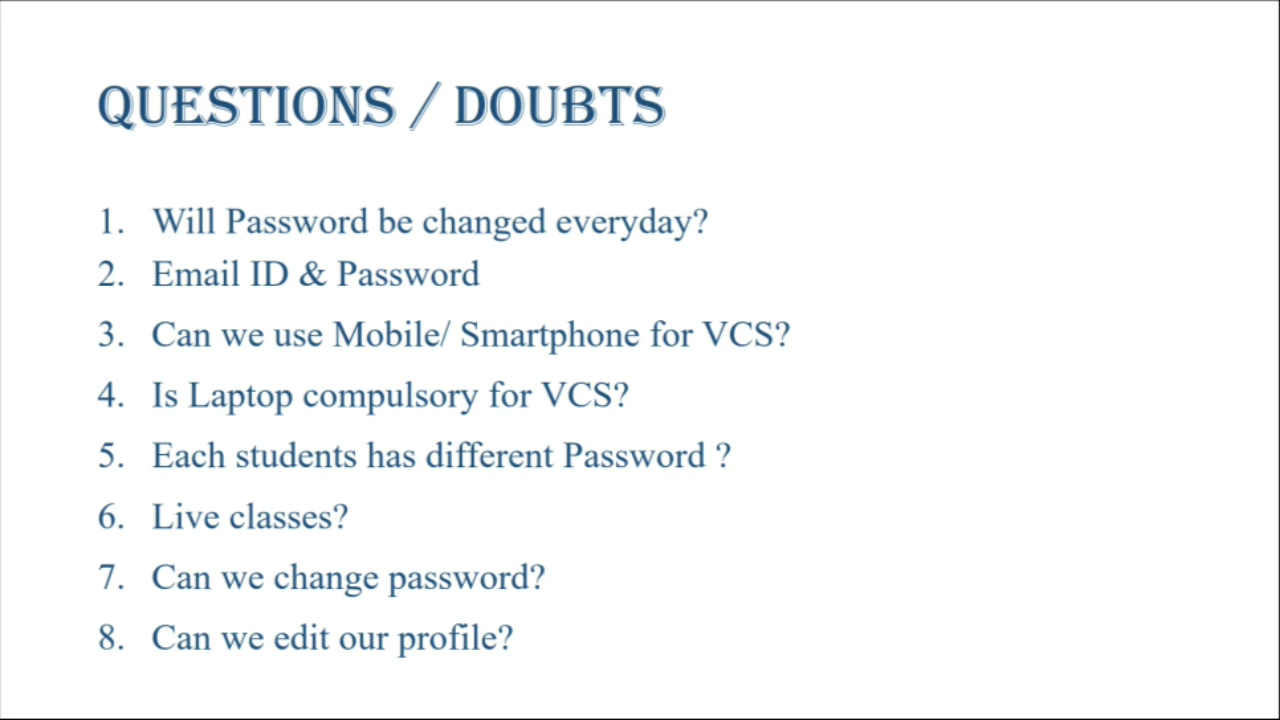 QUESTIONS / DOUBTS
1. Will Password be changed everyday?
2. Email ID & Password
3. Can we use Mobile/ Smartphone for VCS?
4. Is Laptop compulsory for VCS?
5. Each students has different Password ?
6. Live classes?
7. Can we change password?
8. Can we edit our profile?